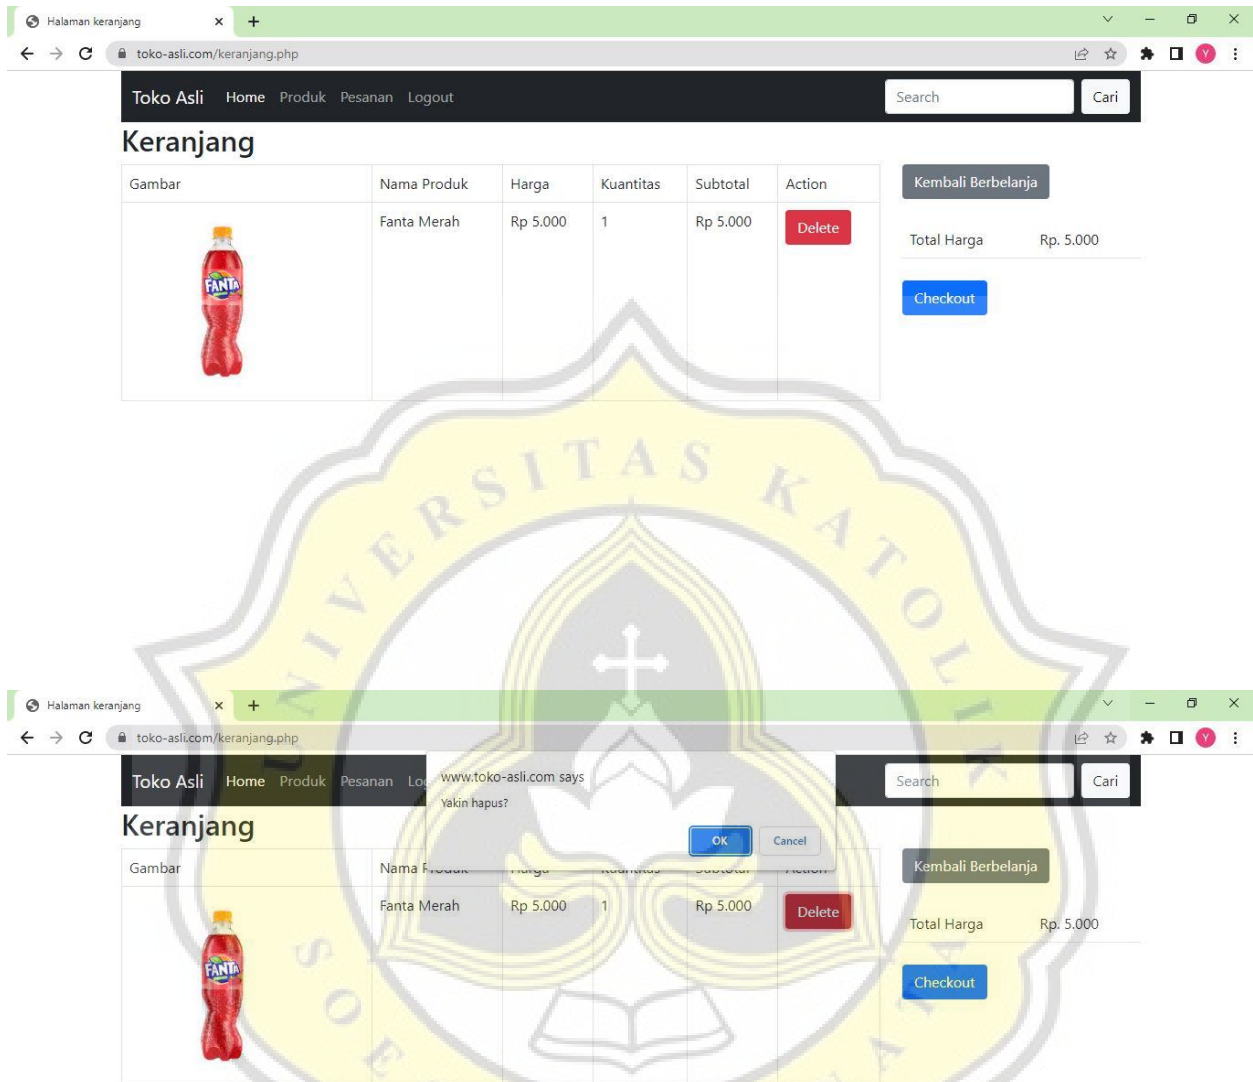 Halaman keranjang
toko-asli.com/keranjang.php
Toko Asli Home Produk Pesanan Logout Search Cari
Keranjang
Gambar Nama Produk Harga Kuantitas Subtotal Action Kembali Berbelanja
Fanta Merah Rp 5.000 1 Rp 5.000 Delete
Total Harga Rp. 5.000
FANTA
Checkout
UNIVERSITAS KATOLIK
Halaman keranjang
toko-asli.com/keranjang.php
Y
www.toko-asli.com says
Toko Asli Home Produk Pesanan Search Cari
Yakin hapus?
Keranjang
OK Cancel
Gambar Kembali Berbelanja
Fanta Merah Rp 5.000 1 Rp 5.000 Delete
Total Harga Rp. 5.000
FANTA
Checkout